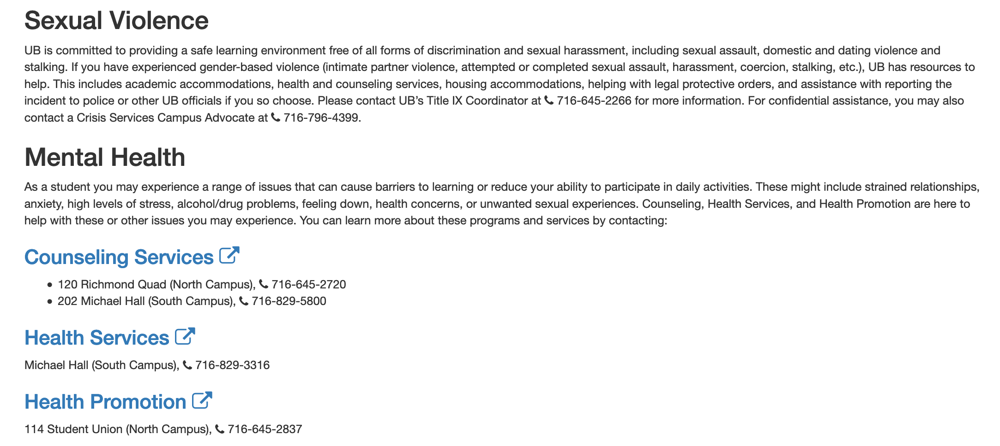 Sexual Violence
UB is committed to providing a safe learning environment free of all forms of discrimination and sexual harassment, including sexual assault, domestic and dating violence and
stalking. If you have experienced gender-based violence (intimate partner violence, attempted or completed sexual assault, harassment, coercion, stalking, etc.), UB has resources to
help. This includes academic accommodations, health and counseling services, housing accommodations, helping with legal protective orders, and assistance with reporting the
incident to police or other UB officials if you so choose. Please contact UB’s Title IX Coordinator at 716-645-2266 for more information. For confidential assistance, you may also
contact a Crisis Services Campus Advocate at 716-796-4399.
Mental Health
As a student you may experience a range of issues that can cause barriers to learning or reduce your ability to participate in daily activities. These might include strained relationships,
anxiety, high levels of stress, alcohol/drug problems, feeling down, health concerns, or unwanted sexual experiences. Counseling, Health Services, and Health Promotion are here to
help with these or other issues you may experience. You can learn more about these programs and services by contacting:
Counseling Services
• 120 Richmond Quad (North Campus), 716-645-2720
• 202 Michael Hall (South Campus), 716-829-5800
Health Services
Michael Hall (South Campus), 716-829-3316
Health Promotion
114 Student Union (North Campus), 716-645-2837